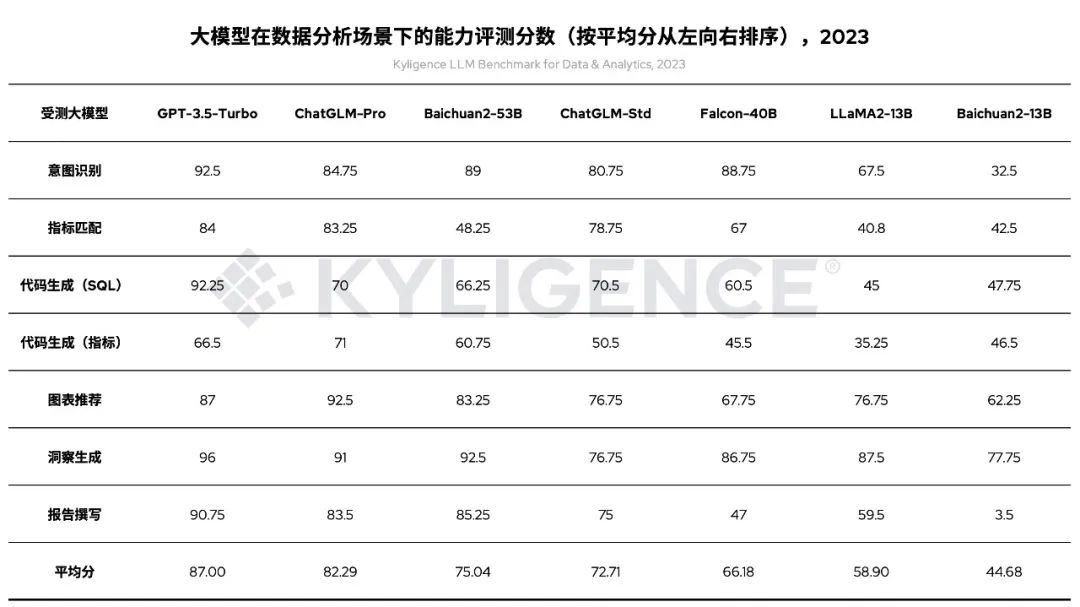 大模型在数据分析场景下的能力评测分数（按平均分从左向右排序），2023
Kyligence LLM Benchmark for Data & Analytics, 2023
受测大模型 GPT-3.5-Turbo ChatGLM-Pro Baichuan2-53B ChatGLM-Std Falcon-40B LLaMA2-13B Baichuan2-13B
意图识别 92.5 84.75 89 80.75 88.75 67.5 32.5
指标匹配 84 83.25 48.25 78.75 67 40.8 42.5
KYLIGENCE®
代码生成（SQL） 92.25 70 66.25 70.5 60.5 45 47.75
代码生成（指标） 66.5 71 60.75 50.5 45.5 35.25 46.5
图表推荐 87 92.5 83.25 76.75 67.75 76.75 62.25
洞察生成 96 91 92.5 76.75 86.75 87.5 77.75
报告撰写 90.75 83.5 85.25 75 47 59.5 3.5
平均分 87.00 82.29 75.04 72.71 66.18 58.90 44.68